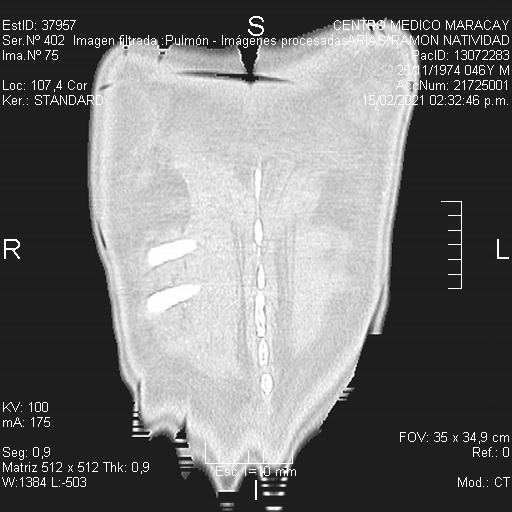 EstID: 37957
S
CENTRO MEDICO MARACAY
Ser.Nº 402 Imagen filtrada :Pulmón - Imágenes procesadas
ARIAS/RAMON NATIVIDAD
Ima.Nº 75
PacID: 13072283
26/11/1974 046Y M
Loc: 107,4 Cor
AccNum: 21725001
Ker.: STANDARD
15/02/2021 02:32:46 p.m.
R
L
KV: 100
mA: 175
FOV: 35 x 34,9 cm
Seg: 0,9
Ref.: 0
Matriz 512 x 512 Thk: 0,9
Esc 1=10 mm
W:1384 L:-503
I
Mod.: CT